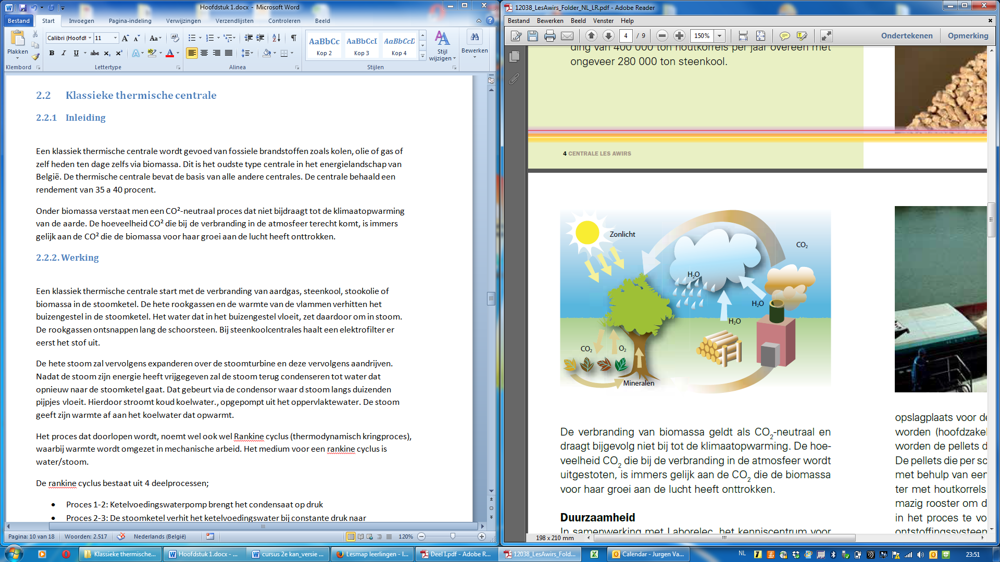 Hoofdstuk 1.docx - Microsoft Word
Bestand Start Invoegen Pagina-indeling Verwijzingen Verzendlijsten Controleren Beeld
Plakken
Klembord
Calibri (Hoofdt 11
Lettertype
Alinea
AaBbCc AaBbCcI AaBbCcD
Kop 2 Kop 3 Kop 4
Stijl wijzigen
Stijlen
Bewerken
2.2 Klassieke thermische centrale
2.2.1 Inleiding
Een klassiek thermische centrale wordt gevoed van fossiele brandstoffen zoals kolen, olie of gas of
zelf heden ten dage zelfs via biomassa. Dit is het oudste type centrale in het energielandschap van
België. De thermische centrale bevat de basis van alle andere centrales. De centrale behaald een
rendement van 35 a 40 procent.
Onder biomassa verstaat men een CO²-neutraal proces dat niet bijdraagt tot de klimaatopwarming
van de aarde. De hoeveelheid CO² die bij de verbranding in de atmosfeer terecht komt, is immers
gelijk aan de CO² die de biomassa voor haar groei aan de lucht heeft onttrokken.
2.2.2. Werking
Een klassiek thermische centrale start met de verbranding van aardgas, steenkool, stookolie of
biomassa in de stoomketel. De hete rookgassen en de warmte van de vlammen verhitten het
buizengestel in de stoomketel. Het water dat in het buizengestel vloeit, zet daardoor om in stoom.
De rookgassen ontsnappen lang de schoorsteen. Bij steenkoolcentrales haalt een elektrofilter er
eerst het stof uit.
De hete stoom zal vervolgens expanderen over de stoomturbine en deze vervolgens aandrijven.
Nadat de stoom zijn energie heeft vrijgegeven zal de stoom terug condenseren tot water dat
opnieuw naar de stoomketel gaat. Dat gebeurt via de condensor waar d stoom langs duizenden
pijpjes vloeit. Hierdoor stroomt koud koelwater., opgepompt uit het oppervlaktewater. De stoom
geeft zijn warmte af aan het koelwater dat opwarmt.
Het proces dat doorlopen wordt, noemt wel ook wel Rankine cyclus (thermodynamisch kringproces),
waarbij warmte wordt omgezet in mechanische arbeid. Het medium voor een rankine cyclus is
water/stoom.
De rankine cyclus bestaat uit 4 deelprocessen;
• Proces 1-2: Ketelvoedingswaterpomp brengt het condensaat op druk
• Proces 2-3: De stoomketel verhit het ketelvoedingswater bij constante druk naar
Pagina: 10 van 18 Woorden: 2.517 Nederlands (België) 120%
12038_LesAwirs_Folder_NL_LR.pdf - Adobe Reader
Bestand Bewerken Beeld Venster Help
4 / 9 150% Ondertekenen Opmerking
ding van 400 000 ton houtkorrels per jaar overeen met
ongeveer 280 000 ton steenkool.
4 CENTRALE LES AWIRS
Zonlicht
CO2
H2O
H2O
H2O
CO2 O2
Mineralen
De verbranding van biomassa geldt als CO2-neutraal en
draagt bijgevolg niet bij tot de klimaatopwarming. De hoe-
veelheid CO2 die bij de verbranding in de atmosfeer wordt
uitgestoten, is immers gelijk aan de CO2 die de biomassa
voor haar groei aan de lucht heeft onttrokken.
Duurzaamheid
In samenwerking met Laborelec, het kenniscentrum voor
opslagplaats voor de
worden (hoofdzakel
worden de pellets d
De pellets die per sc
met behulp van een
ter met houtkorrels
mazig rooster om d
in het proces te vo
ontstoffingssysteem
198 x 210 mm
Klassieke thermische... Hoofdstuk 1.docx - ... cursus 2e kan_versie ... Lesmap leerlingen - I... Deel I.pdf - Adobe R... 12038_LesAwirs_Fold... Calendar - Jurgen Va... NL 23:51